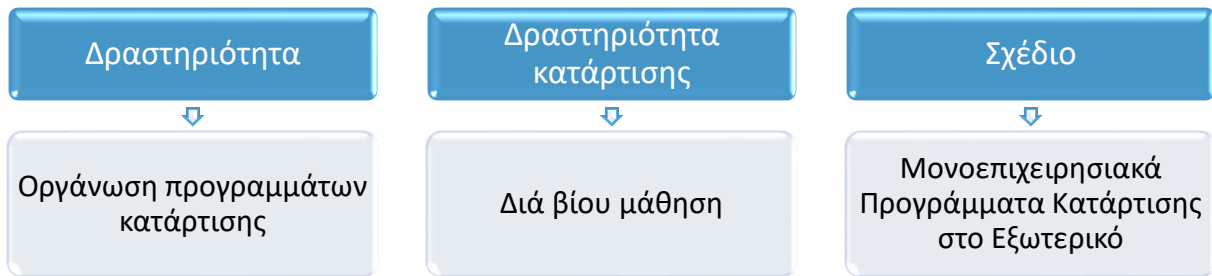 Δραστηριότητα
Οργάνωση προγραμμάτων
κατάρτισης
Δραστηριότητα
κατάρτισης
Διά βίου μάθηση
Σχέδιο
Μονοεπιχειρησιακά
Προγράμματα Κατάρτισης
στο Εξωτερικό